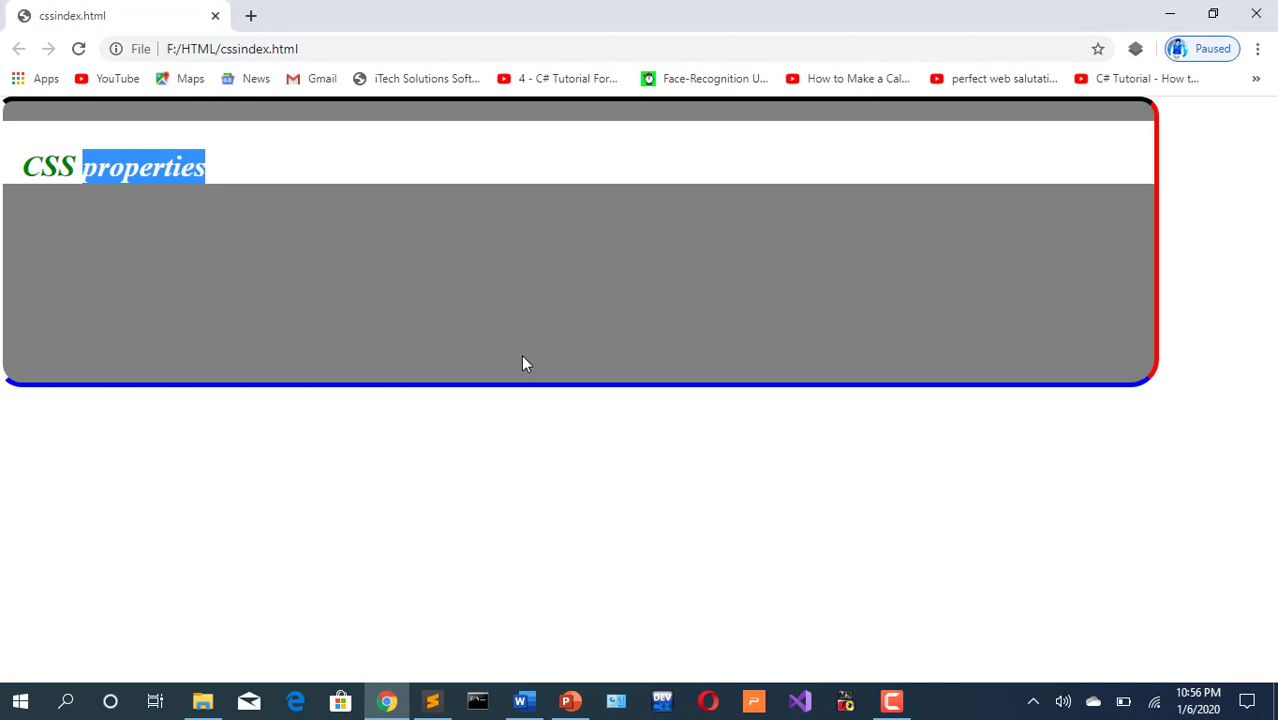 cssindex.html
File F:/HTML/cssindex.html Paused
Apps YouTube Maps News Gmail iTech Solutions Soft... 4 - C# Tutorial For... Face-Recognition U... How to Make a Cal... perfect web salutati... C# Tutorial - How t... »
CSS properties
10:56 PM
1/6/2020